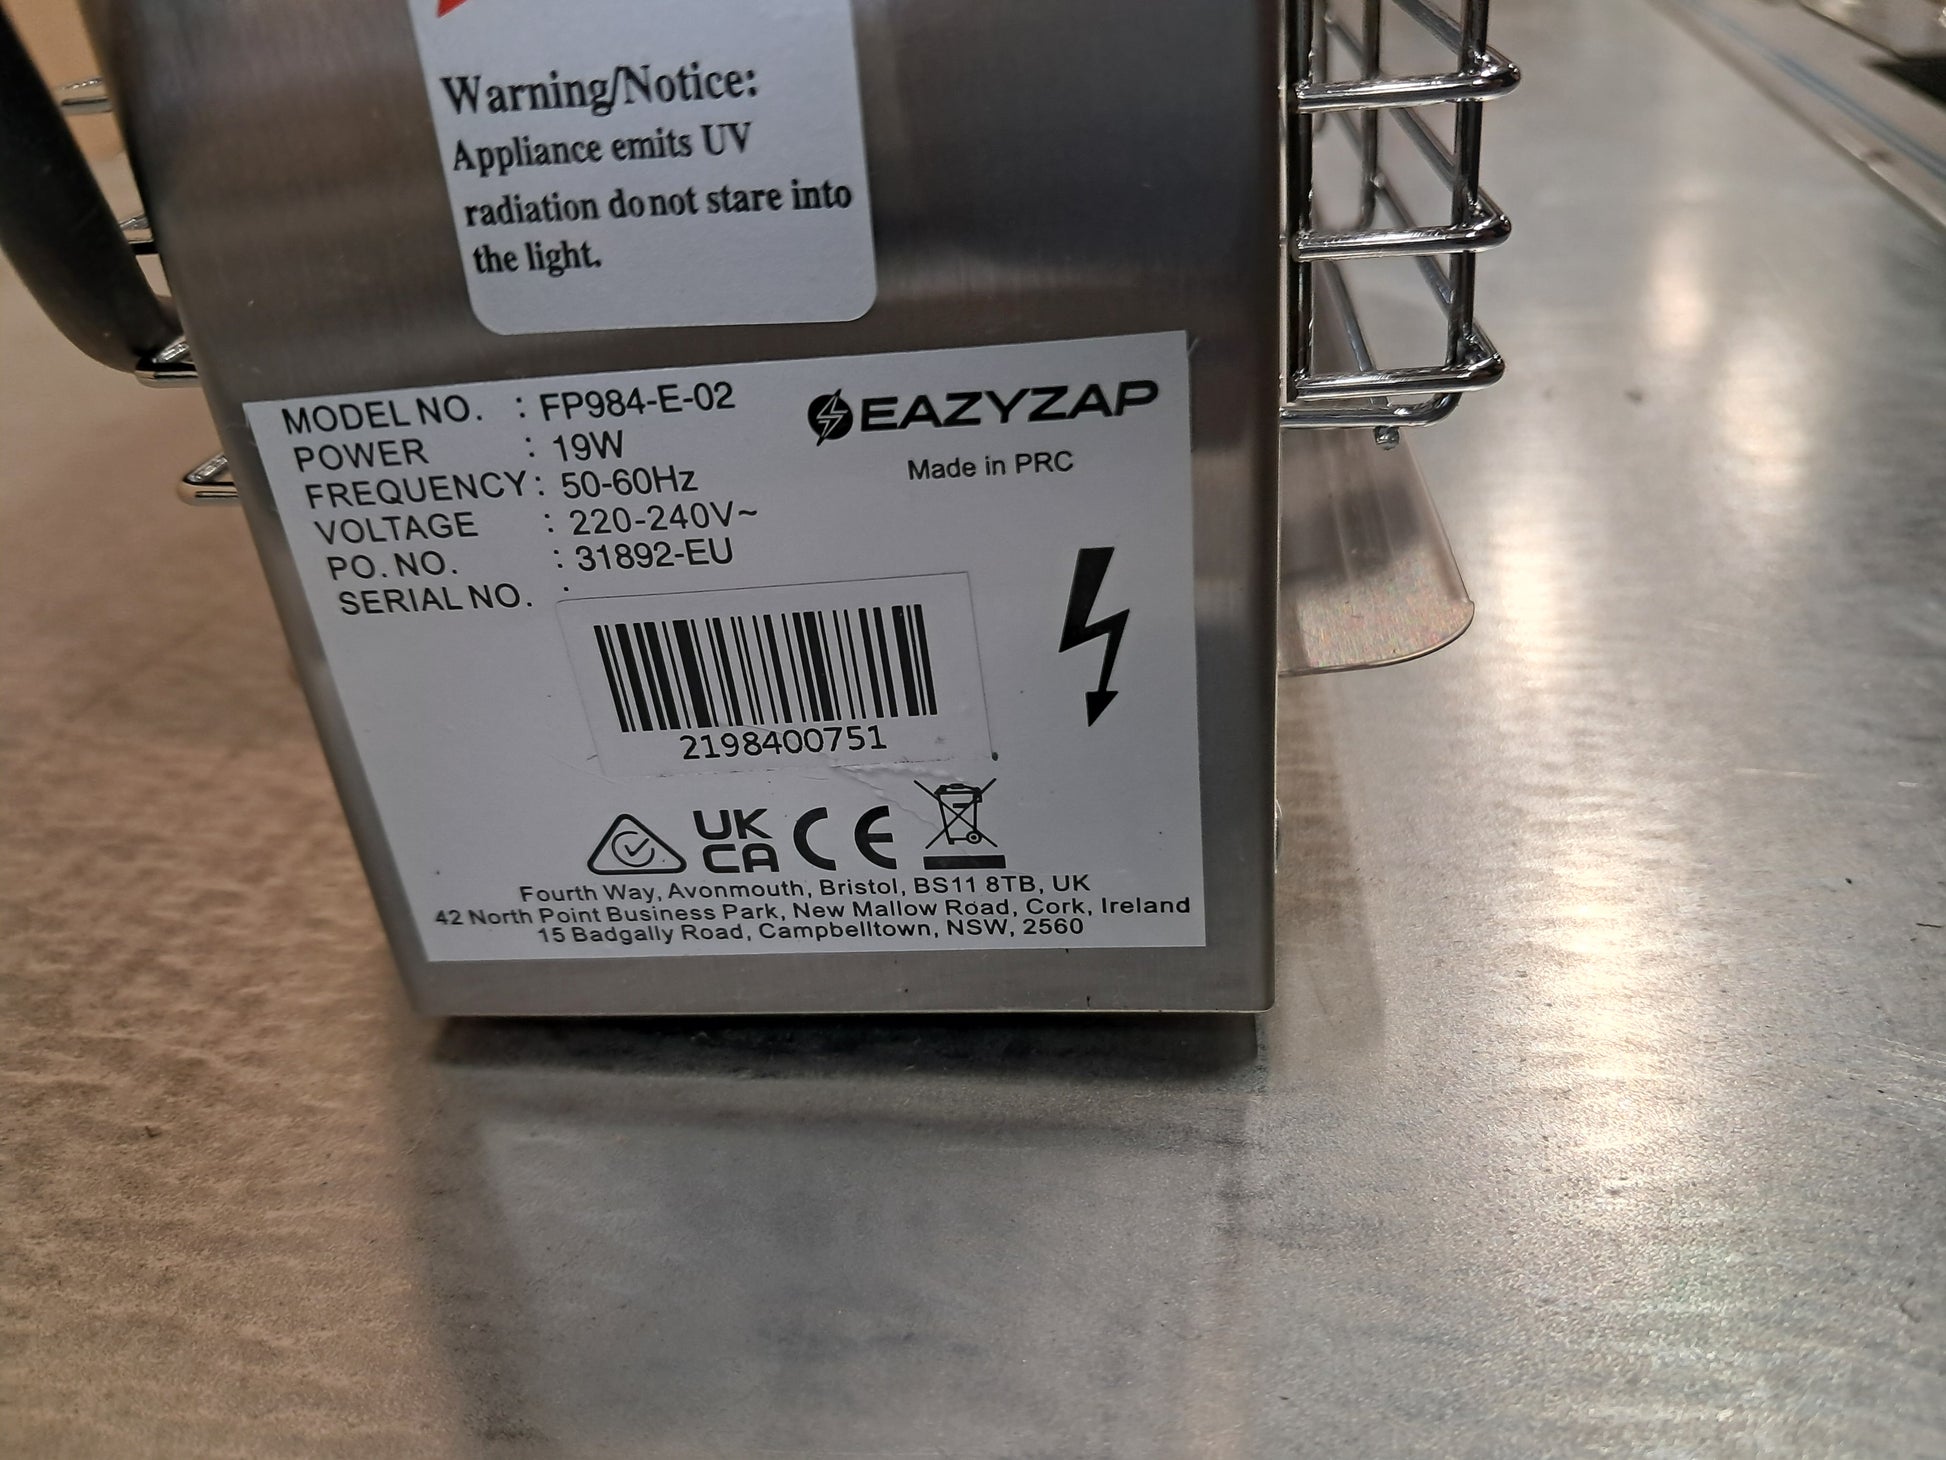 Warning/Notice:
Appliance emits UV
radiation do not stare into
the light.
MODEL NO. : FP984-E-02
POWER : 19W
FREQUENCY : 50-60Hz
VOLTAGE : 220-240V~
PO. NO. : 31892-EU
SERIAL NO. :
EAZYZAP
Made in PRC
2198400751
UK
CA
CE
Fourth Way, Avonmouth, Bristol, BS11 8TB, UK
42 North Point Business Park, New Mallow Road, Cork, Ireland
15 Badgally Road, Campbelltown, NSW, 2560